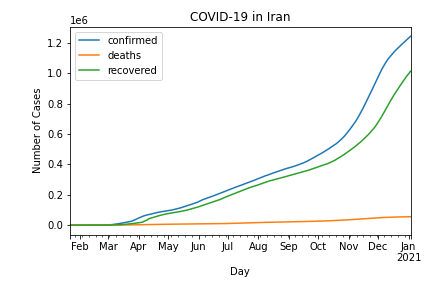 COVID-19 in Iran
1e6
confirmed
deaths
recovered
1.2
1.0
0.8
0.6
0.4
0.2
0.0
Number of Cases
Feb Mar Apr May Jun Jul Aug Sep Oct Nov Dec Jan
2021
Day